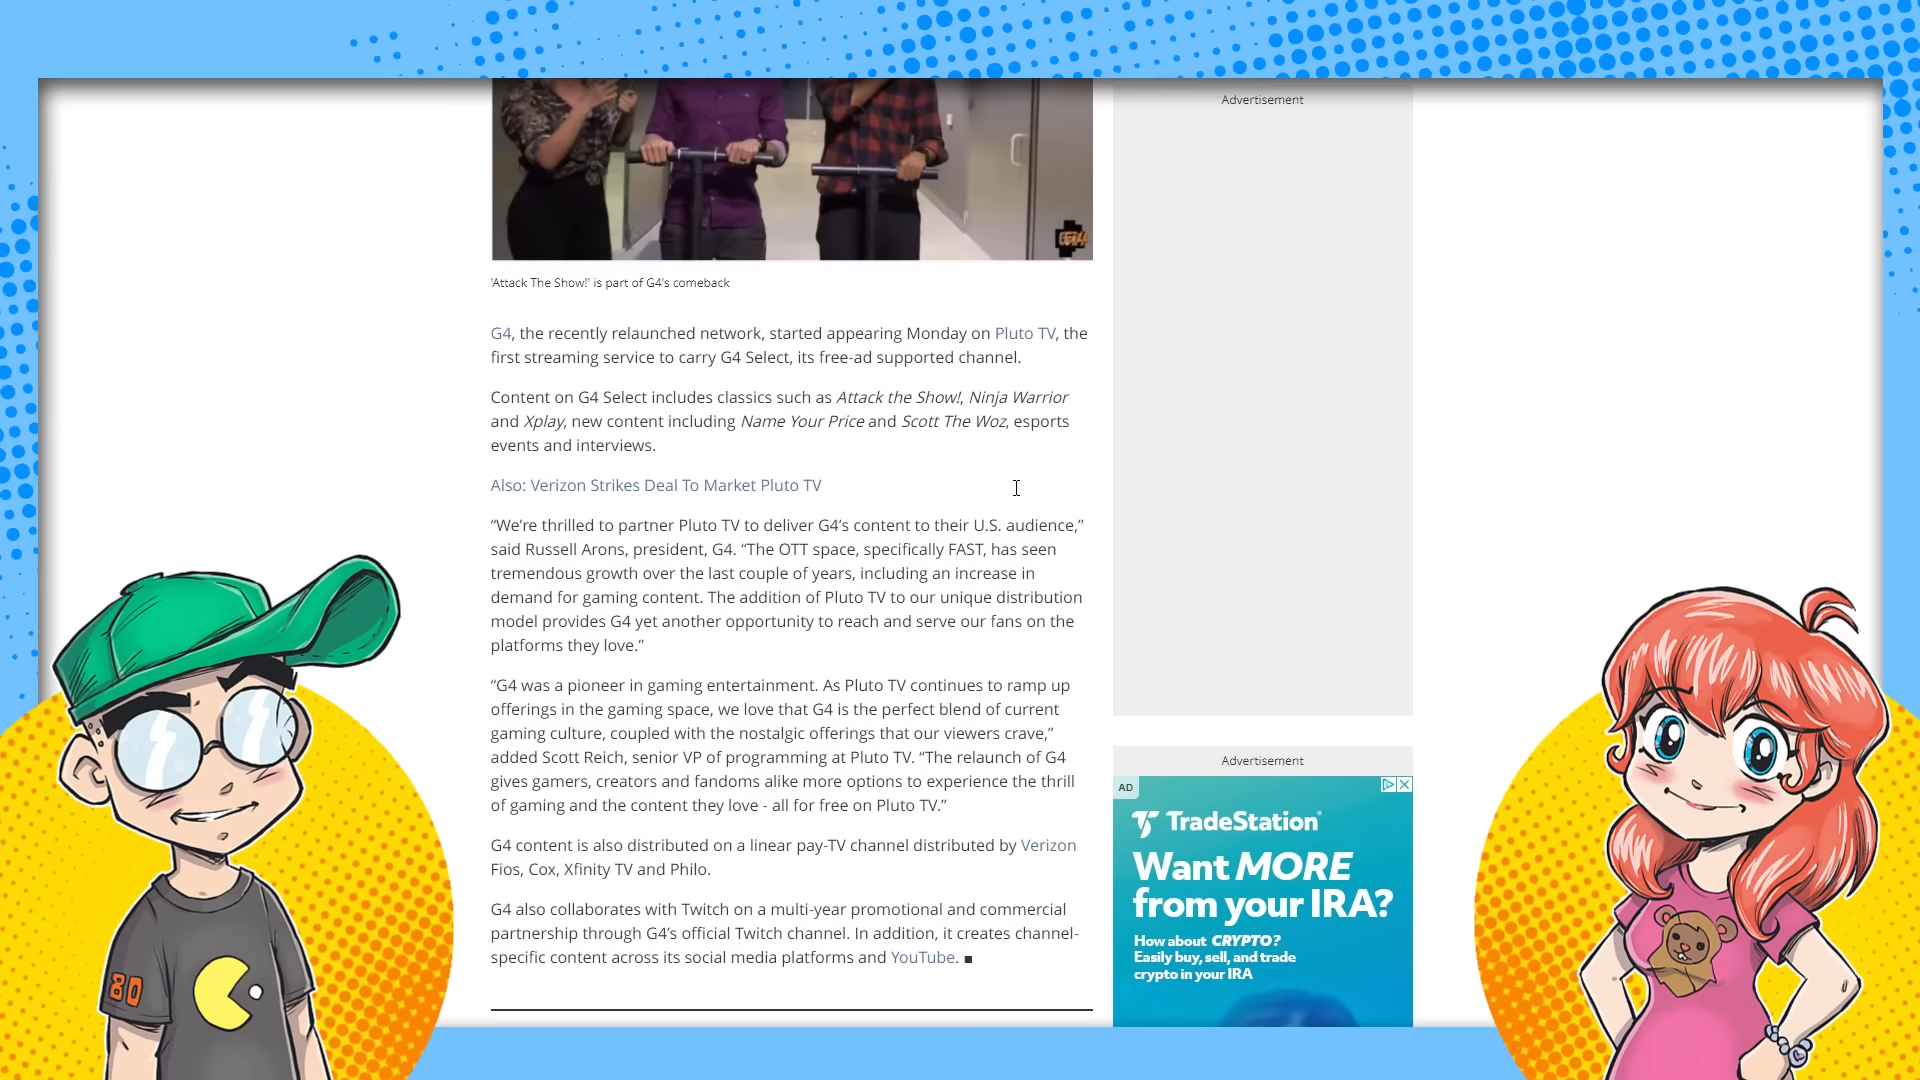 Advertisement
G4
'Attack The Show!' is part of G4's comeback
G4, the recently relaunched network, started appearing Monday on Pluto TV, the
first streaming service to carry G4 Select, its free-ad supported channel.
Content on G4 Select includes classics such as Attack the Show!, Ninja Warrior
and Xplay, new content including Name Your Price and Scott The Woz, esports
events and interviews.
Also: Verizon Strikes Deal To Market Pluto TV
“We’re thrilled to partner Pluto TV to deliver G4’s content to their U.S. audience,”
said Russell Arons, president, G4. “The OTT space, specifically FAST, has seen
tremendous growth over the last couple of years, including an increase in
demand for gaming content. The addition of Pluto TV to our unique distribution
model provides G4 yet another opportunity to reach and serve our fans on the
platforms they love.”
“G4 was a pioneer in gaming entertainment. As Pluto TV continues to ramp up
offerings in the gaming space, we love that G4 is the perfect blend of current
gaming culture, coupled with the nostalgic offerings that our viewers crave,”
added Scott Reich, senior VP of programming at Pluto TV. “The relaunch of G4
gives gamers, creators and fandoms alike more options to experience the thrill
of gaming and the content they love - all for free on Pluto TV.”
G4 content is also distributed on a linear pay-TV channel distributed by Verizon
Fios, Cox, Xfinity TV and Philo.
G4 also collaborates with Twitch on a multi-year promotional and commercial
partnership through G4’s official Twitch channel. In addition, it creates channel-
specific content across its social media platforms and YouTube. ■
Advertisement
AD
TradeStation
Want MORE
from your IRA?
How about CRYPTO?
Easily buy, sell, and trade
crypto in your IRA
80